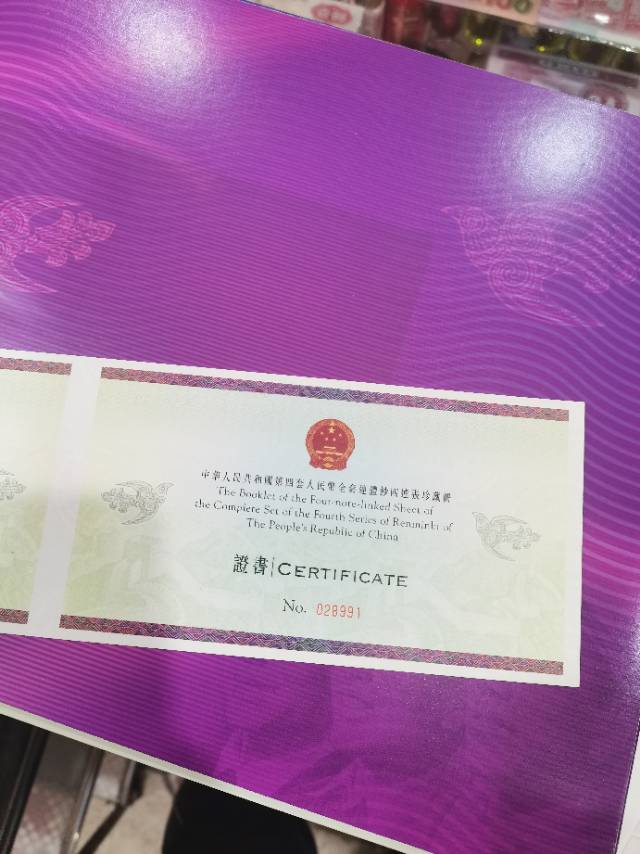 中華人民共和國第四套人民幣全套連體鈔四連張珍藏冊
The Booklet of the Four-note-linked Sheet of
the Complete Set of the Fourth Series of Renminbi of
The People's Republic of China
證書 | CERTIFICATE
No. 028991